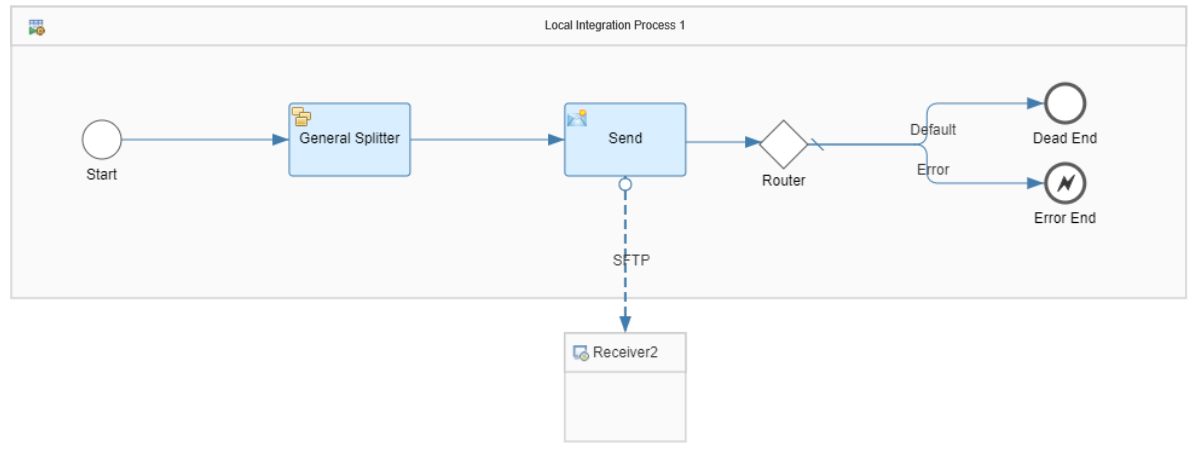 Local Integration Process 1
Start
General Splitter
Send
Router
Default
Error
Dead End
Error End
SFTP
Receiver2